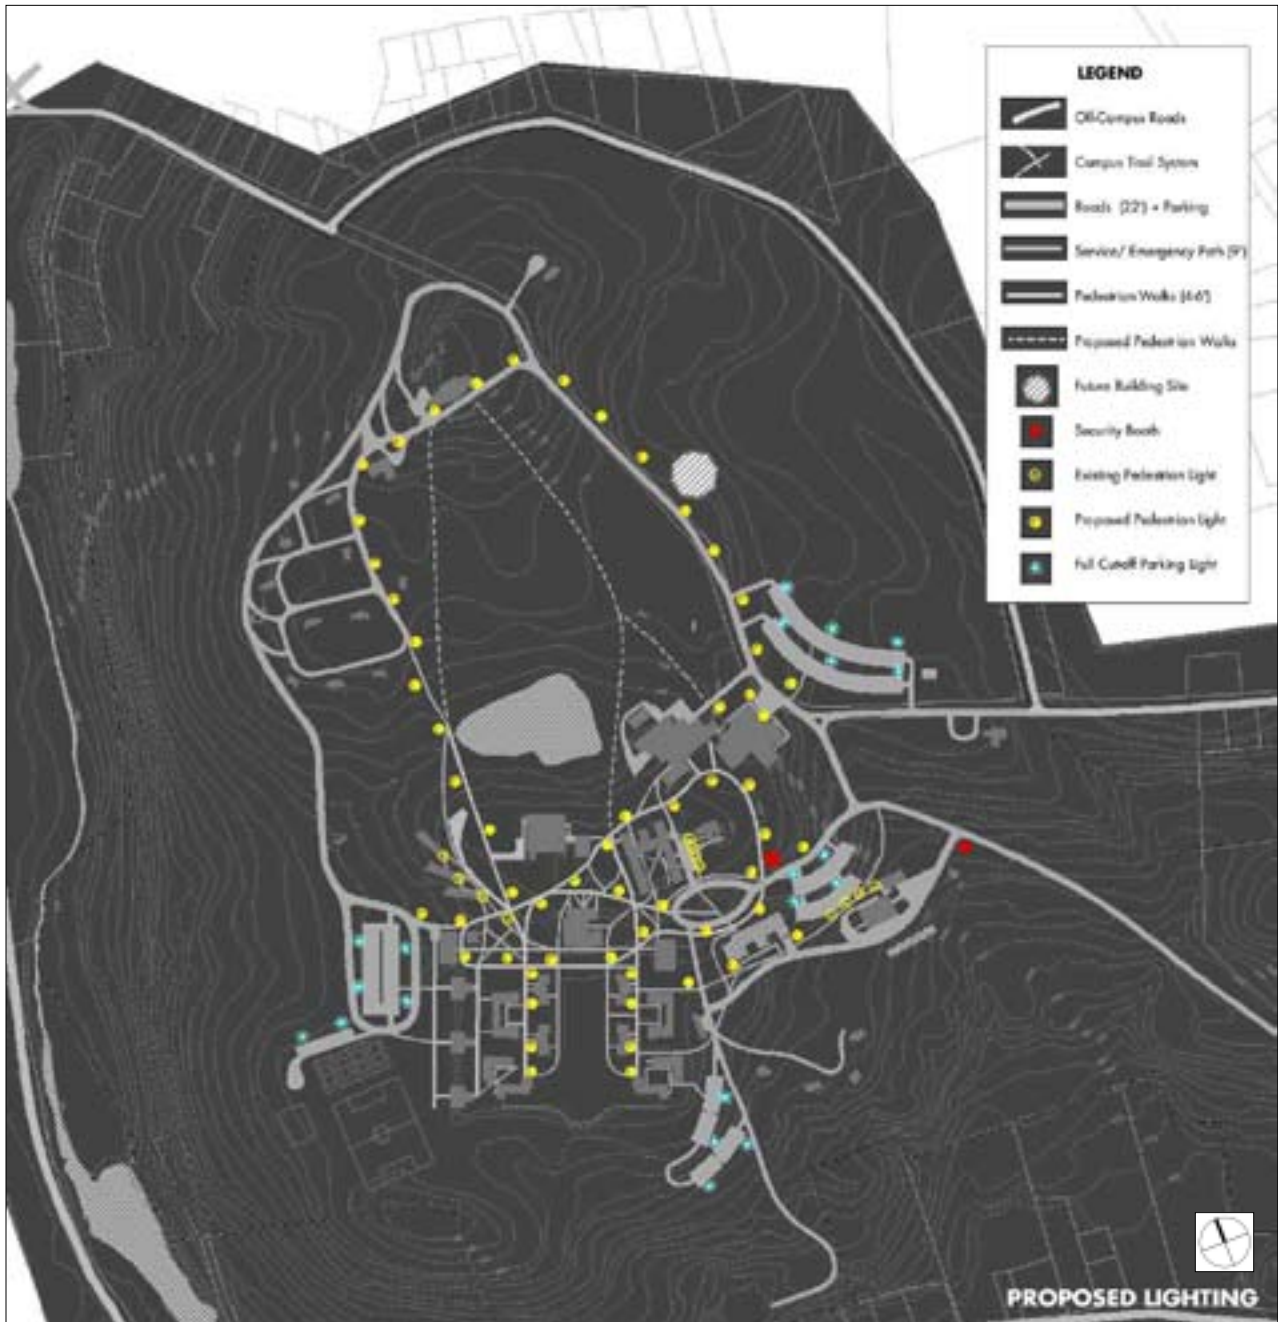 LEGEND
Off-Campus Roads
Campus Trail System
Roads (22') + Parking
Service/ Emergency Path (9')
Pedestrian Walks (4-6')
Proposed Pedestrian Walks
Future Building Site
Security Booth
Existing Pedestrian Light
Proposed Pedestrian Light
Full Cutoff Parking Light
PROPOSED LIGHTING